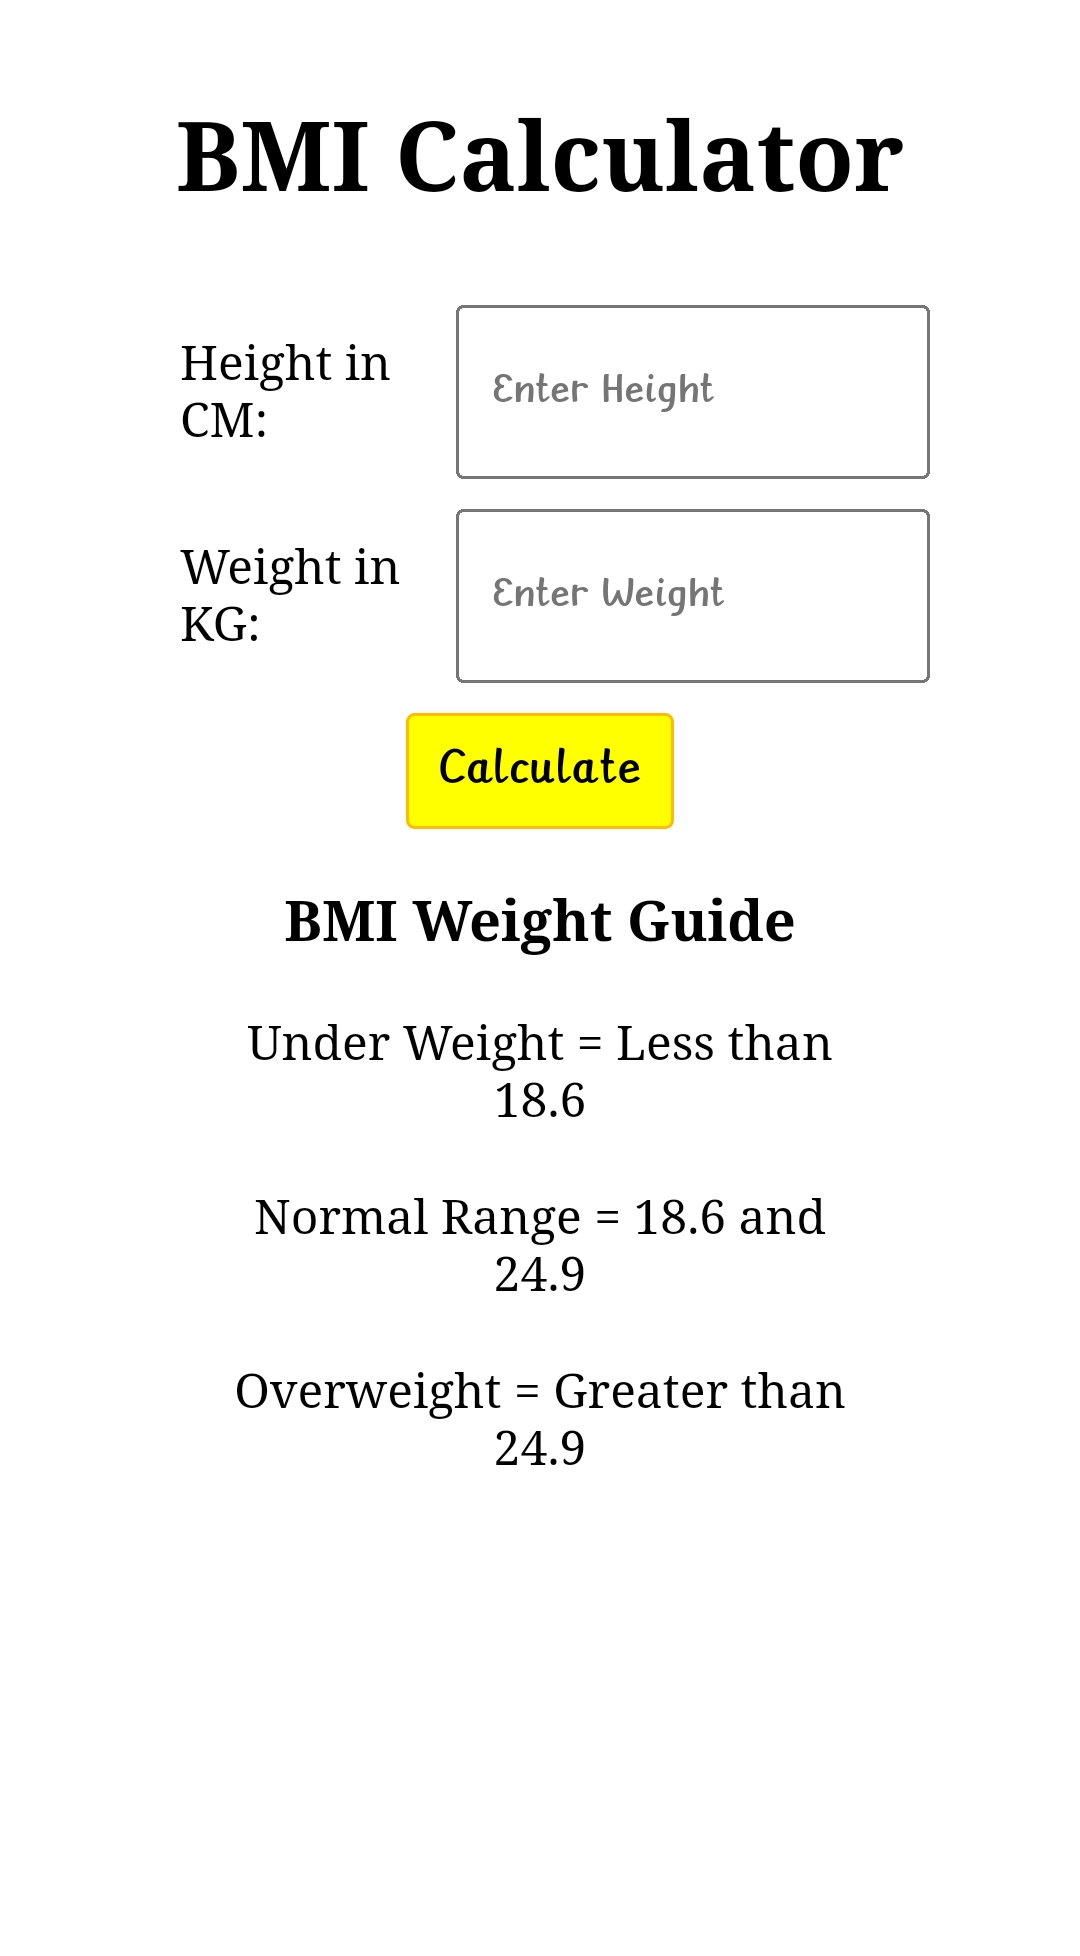 BMI Calculator
Height in
CM:
Enter Height
Weight in
KG:
Enter Weight
Calculate
BMI Weight Guide
Under Weight = Less than
18.6
Normal Range = 18.6 and
24.9
Overweight = Greater than
24.9